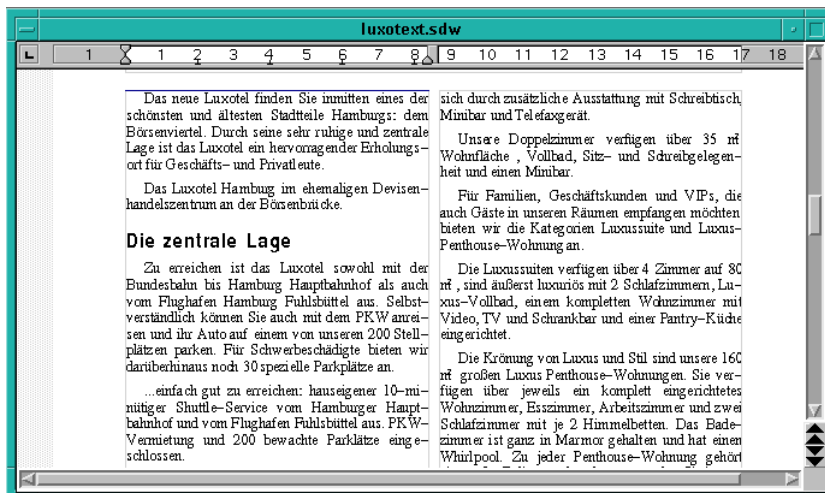 luxotext.sdw
1 1 2 3 4 5 6 7 8 9 10 11 12 13 14 15 16 17 18
Das neue Luxotel finden Sie inmitten eines der
schönsten und ältesten Stadtteile Hamburgs: dem
Börsenviertel. Durch seine sehr ruhige und zentrale
Lage ist das Luxotel ein hervorragender Erholungs–
ort für Geschäfts– und Privatleute.
Das Luxotel Hamburg im ehemaligen Devisen–
handelszentrum an der Börsenbrücke.
Die zentrale Lage
Zu erreichen ist das Luxotel sowohl mit der
Bundesbahn bis Hamburg Hauptbahnhof als auch
vom Flughafen Hamburg Fuhlsbüttel aus. Selbst–
verständlich können Sie auch mit dem PKW anrei–
sen und ihr Auto auf einem von unseren 200 Stell–
plätzen parken. Für Schwerbeschädigte bieten wir
darüberhinaus noch 30 spezielle Parkplätze an.
...einfach gut zu erreichen: hauseigener 10–mi–
nütiger Shuttle–Service vom Hamburger Haupt–
bahnhof und vom Flughafen Fuhlsbüttel aus. PKW–
Vermietung und 200 bewachte Parklätze einge–
schlossen.
sich durch zusätzliche Ausstattung mit Schreibtisch,
Minibar und Telefaxgerät.
Unsere Doppelzimmer verfügen über 35 m²
Wohnfläche , Vollbad, Sitz– und Schreibgelegen–
heit und einen Minibar.
Für Familien, Geschäftskunden und VIPs, die
auch Gäste in unseren Räumen empfangen möchten,
bieten wir die Kategorien Luxussuite und Luxus–
Penthouse–Wohnung an.
Die Luxussuiten verfügen über 4 Zimmer auf 80
m² , sind äußerst luxuriös mit 2 Schlafzimmern, Lu–
xus–Vollbad, einem kompletten Wohnzimmer mit
Video, TV und Schrankbar und einer Pantry–Küche
eingerichtet.
Die Krönung von Luxus und Stil sind unsere 160
m² großen Luxus Penthouse–Wohnungen. Sie ver–
fügen über jeweils ein komplett eingerichtetes
Wohnzimmer, Esszimmer, Arbeitszimmer und zwei
Schlafzimmer mit je 2 Himmelbetten. Das Bade–
zimmer ist ganz in Marmor gehalten und hat einen
Whirlpool. Zu jeder Penthouse–Wohnung gehört